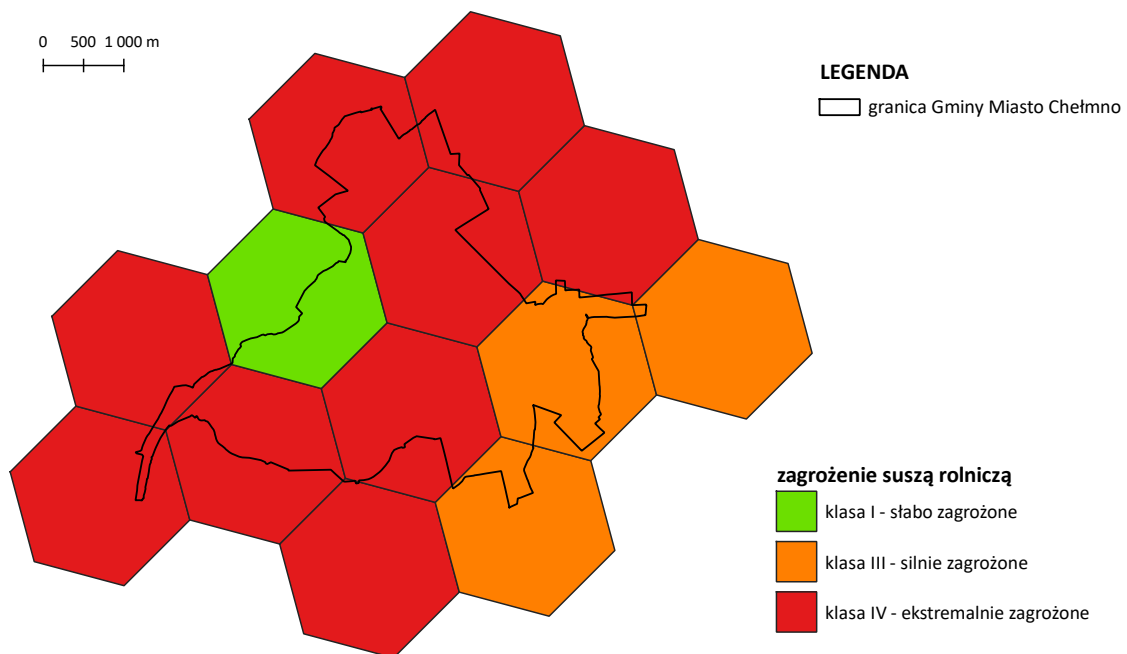 0 500 1 000 m
LEGENDA
granica Gminy Miasto Chełmno
zagrożenie suszą rolniczą
klasa I - słabo zagrożone
klasa III - silnie zagrożone
klasa IV - ekstremalnie zagrożone